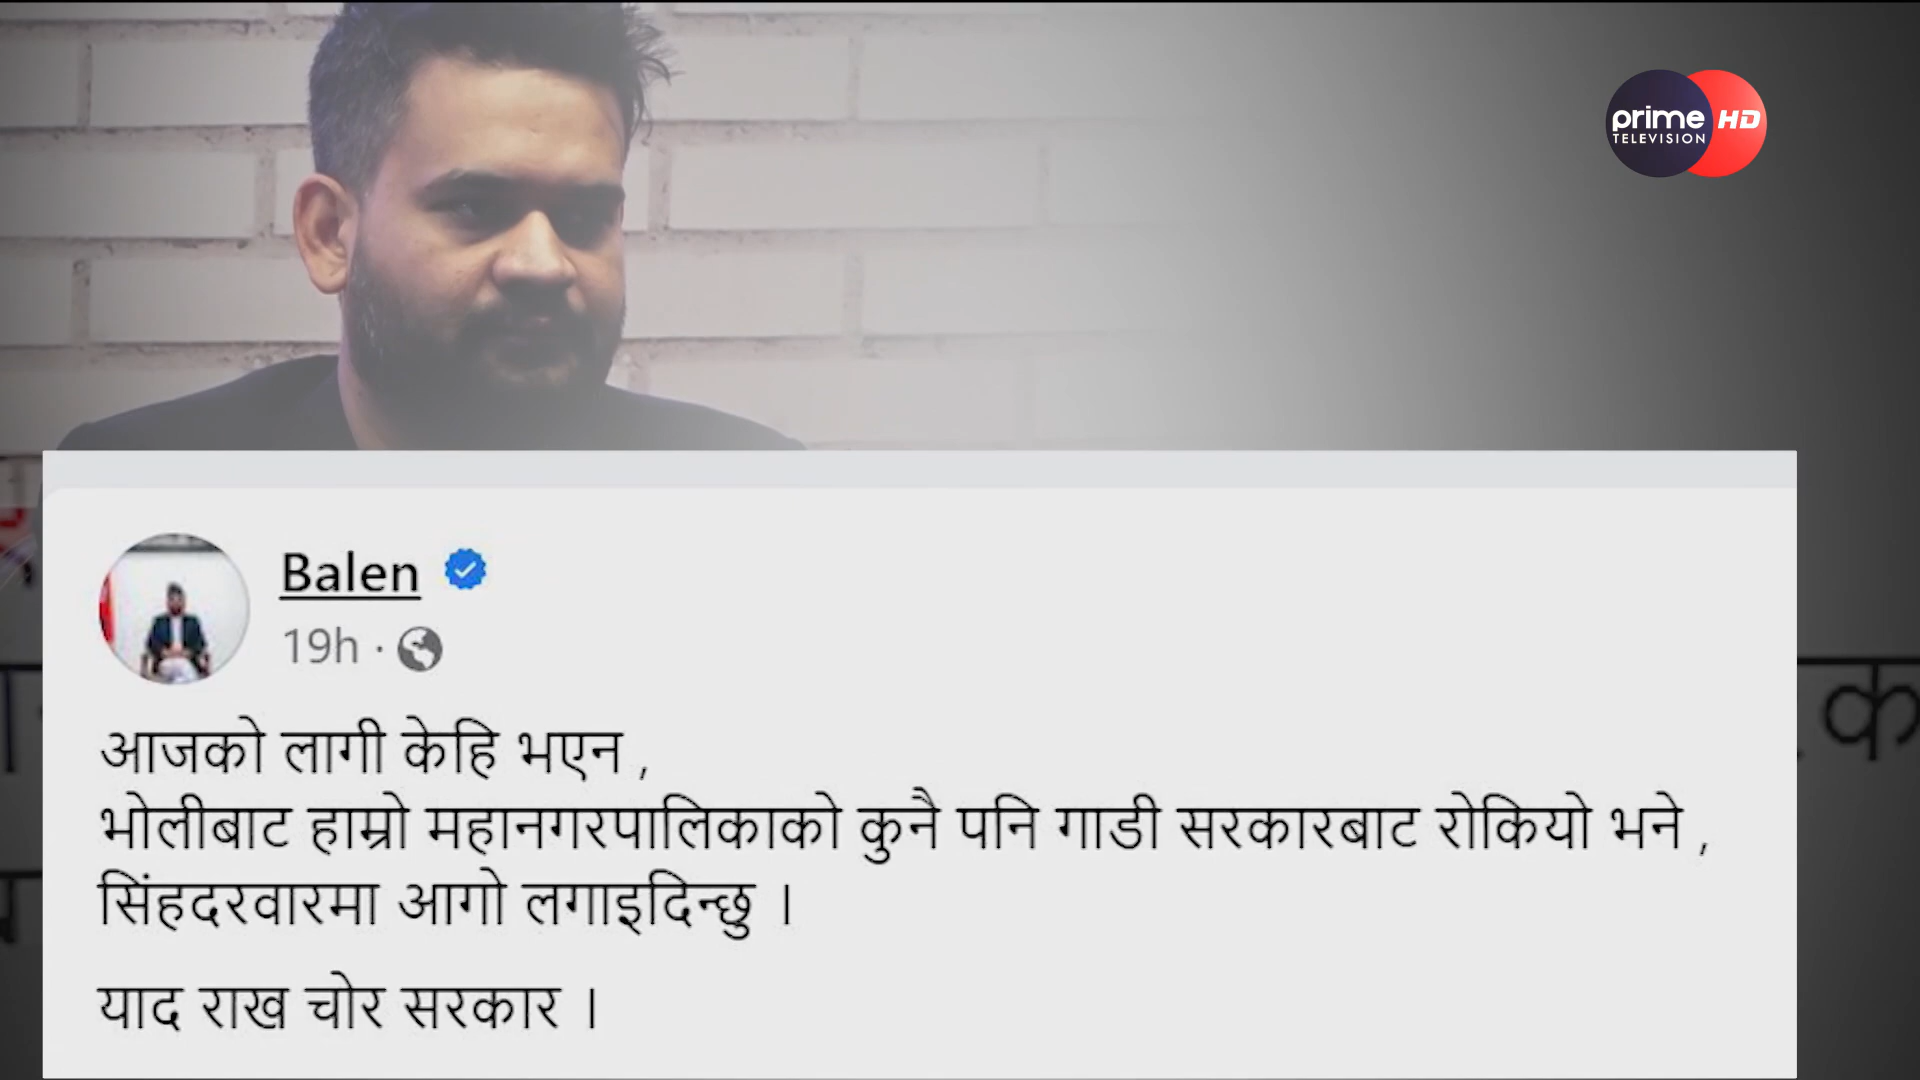 prime HD
TELEVISION
Balen
19h ·
आजको लागी केहि भएन ,
भोलीबाट हाम्रो महानगरपालिकाको कुनै पनि गाडी सरकारबाट रोकियो भने ,
सिंहदरवारमा आगो लगाइदिन्छु ।
याद राख चोर सरकार ।
क